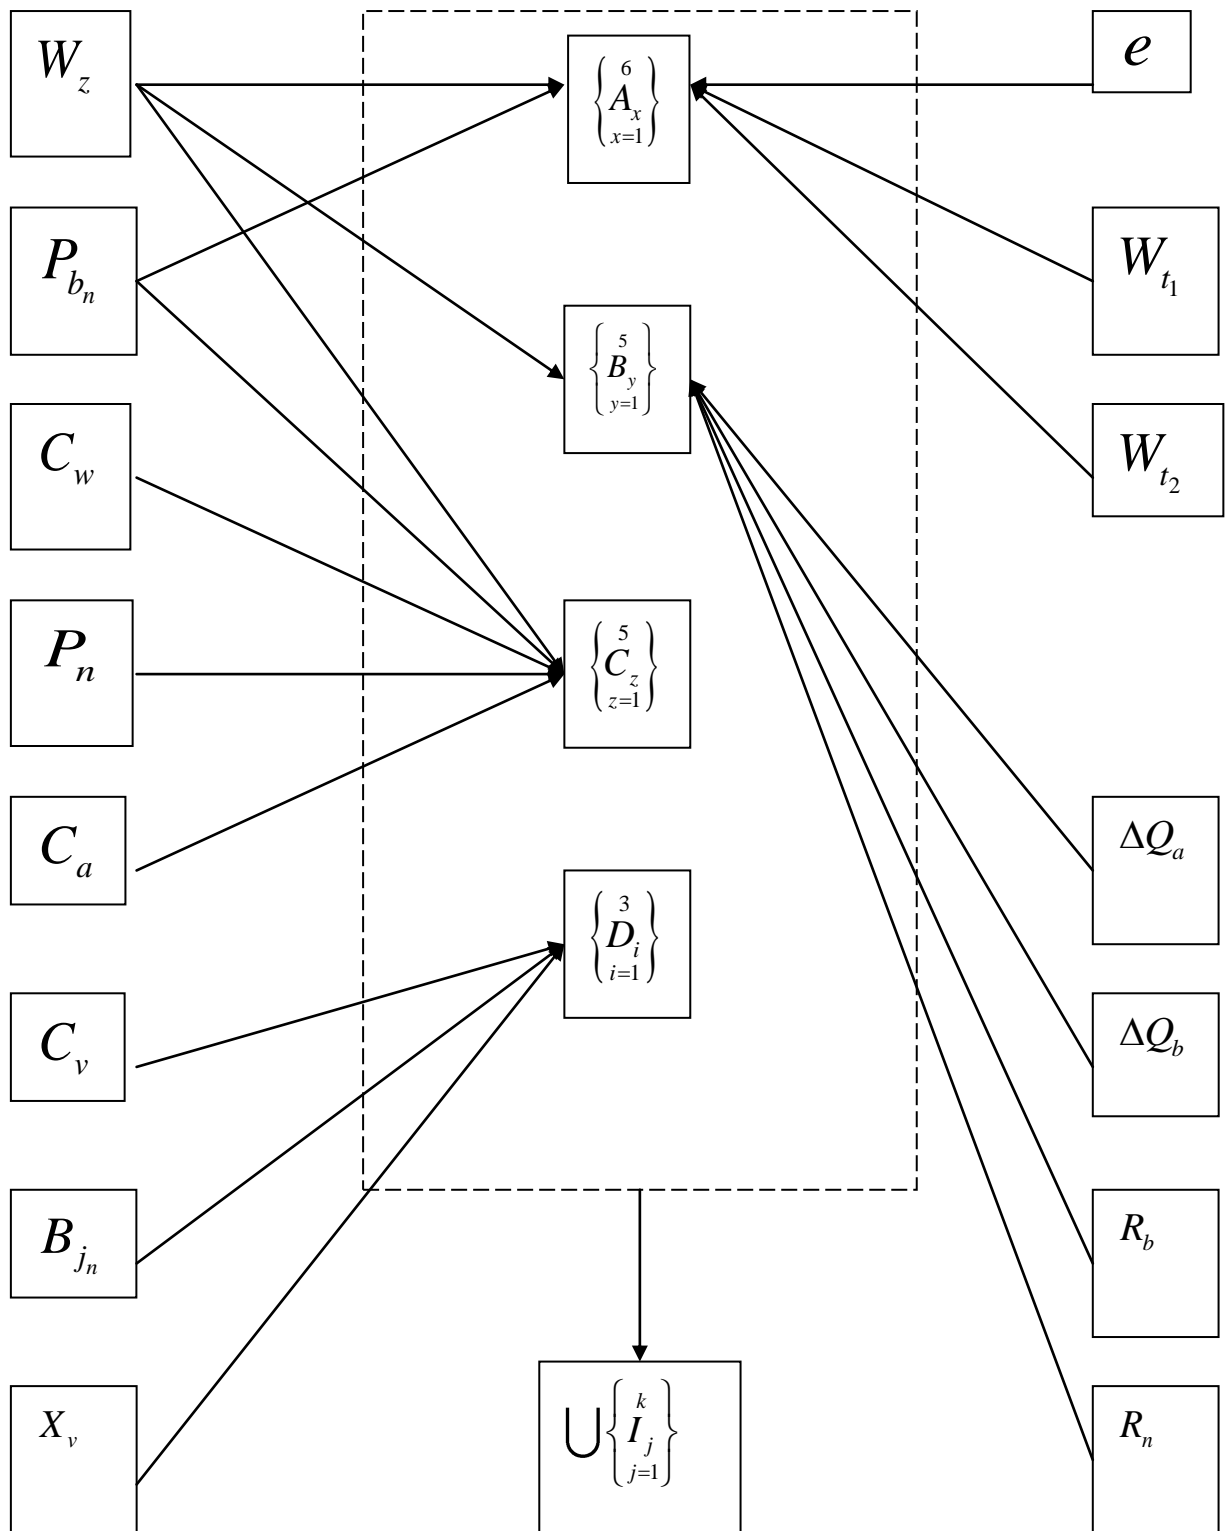 W_z
P_{b_n}
C_w
P_n
C_a
C_v
B_{j_n}
X_v
{ 6
A_x
x=1 }
{ 5
B_y
y=1 }
{ 5
C_z
z=1 }
{ 3
D_i
i=1 }
⋃ { k
I_j
j=1 }
e
W_{t_1}
W_{t_2}
ΔQ_a
ΔQ_b
R_b
R_n